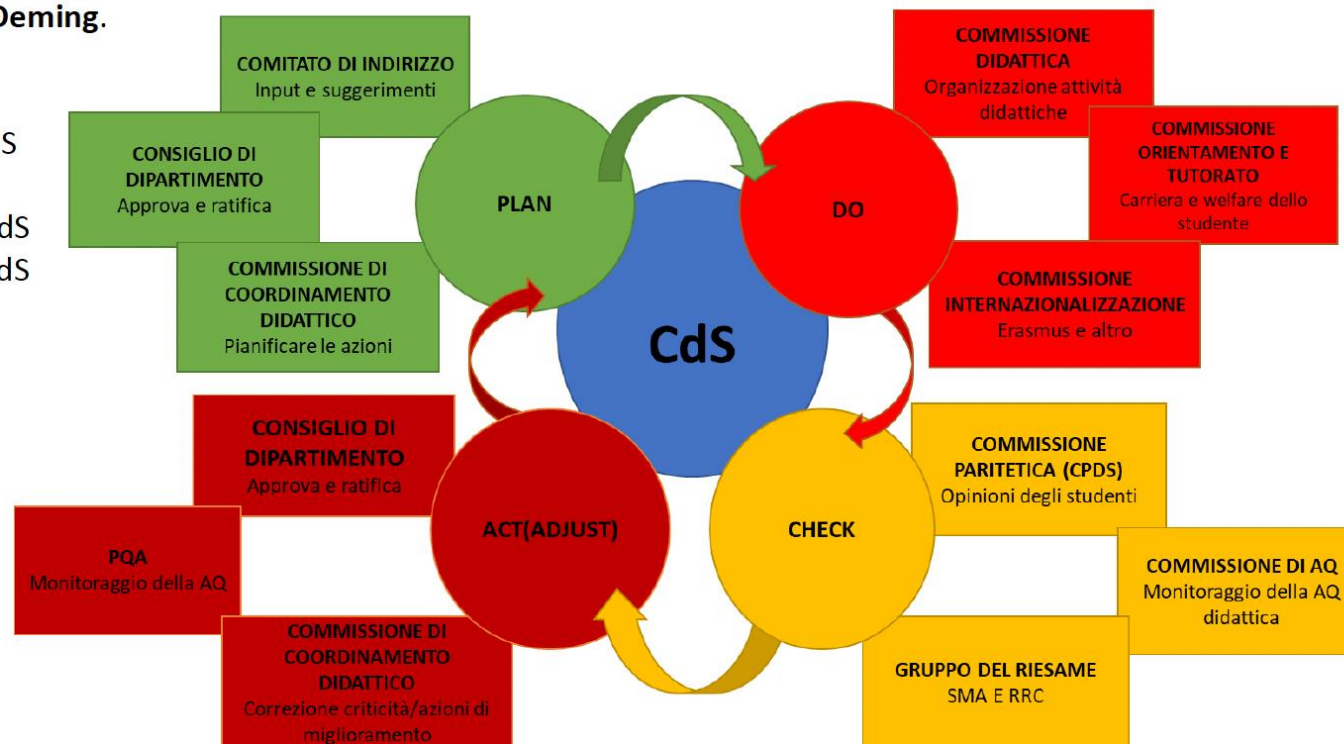 Deming.
COMITATO DI INDIRIZZO
Input e suggerimenti
CONSIGLIO DI
DIPARTIMENTO
Approva e ratifica
COMMISSIONE DI
COORDINAMENTO
DIDATTICO
Pianificare le azioni
S
dS
dS
PLAN
COMMISSIONE
DIDATTICA
Organizzazione attività
didattiche
COMMISSIONE
ORIENTAMENTO E
TUTORATO
Carriera e welfare dello
studente
COMMISSIONE
INTERNAZIONALIZZAZIONE
Erasmus e altro
DO
CdS
CONSIGLIO DI
DIPARTIMENTO
Approva e ratifica
PQA
Monitoraggio della AQ
COMMISSIONE DI
COORDINAMENTO
DIDATTICO
Correzione criticità/azioni di
miglioramento
ACT(ADJUST)
CHECK
COMMISSIONE
PARITETICA (CPDS)
Opinioni degli studenti
COMMISSIONE DI AQ
Monitoraggio della AQ
didattica
GRUPPO DEL RIESAME
SMA E RRC